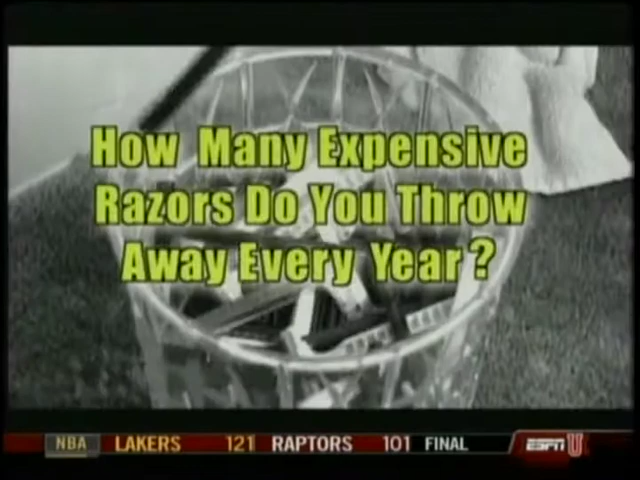 How Many Expensive
Razors Do You Throw
Away Every Year?
NBA LAKERS 121 RAPTORS 101 FINAL ESPN U